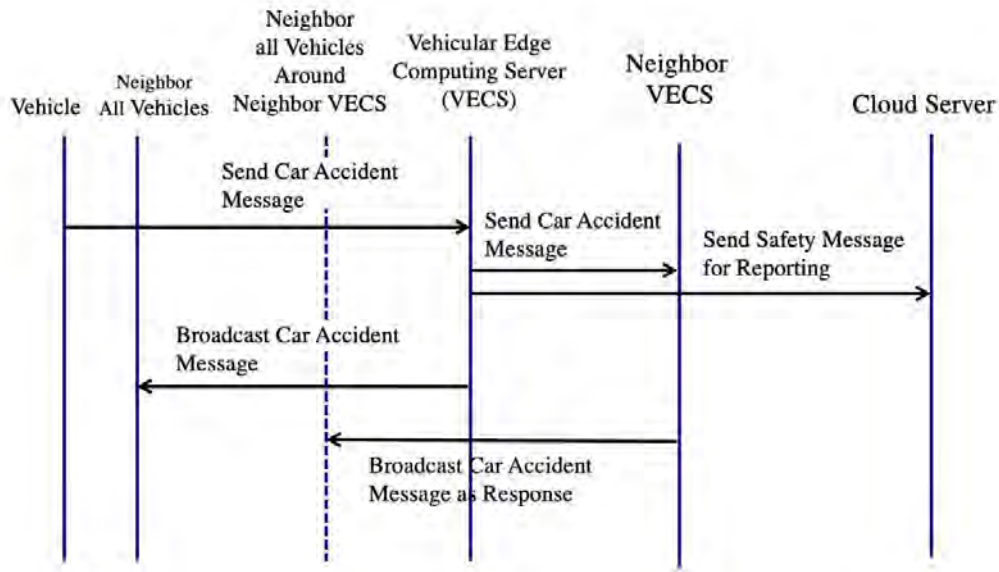 Vehicle
Neighbor
All Vehicles
Neighbor
all Vehicles
Around
Neighbor VECS
Vehicular Edge
Computing Server
(VECS)
Neighbor
VECS
Cloud Server
Send Car Accident
Message
Send Car Accident
Message
Send Safety Message
for Reporting
Broadcast Car Accident
Message
Broadcast Car Accident
Message as Response